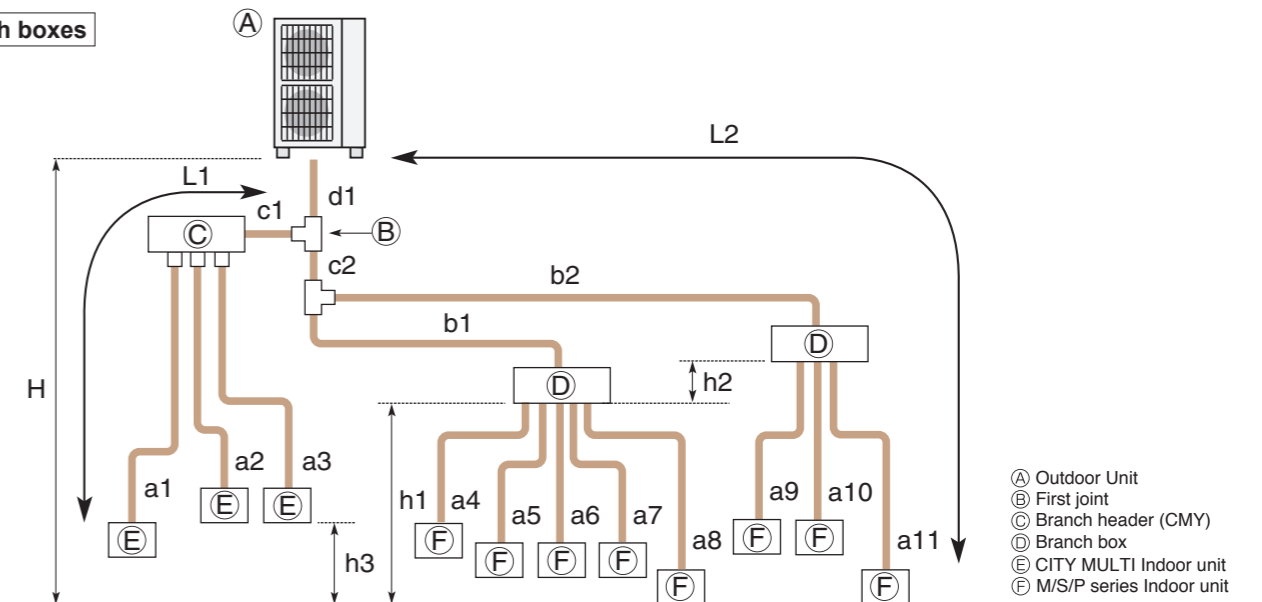 h boxes
Ⓐ
L2
L1
d1
c1
Ⓒ
Ⓑ
c2
b2
b1
Ⓓ
Ⓓ
h2
H
a3
a2
a1
Ⓔ Ⓔ
Ⓔ
h3
h1 a4
a5 a6 a7
a8
a9 a10
a11
Ⓕ
Ⓕ Ⓕ Ⓕ
Ⓕ
Ⓕ Ⓕ
Ⓕ
Ⓐ Outdoor Unit
Ⓑ First joint
Ⓒ Branch header (CMY)
Ⓓ Branch box
Ⓔ CITY MULTI Indoor unit
Ⓕ M/S/P series Indoor unit